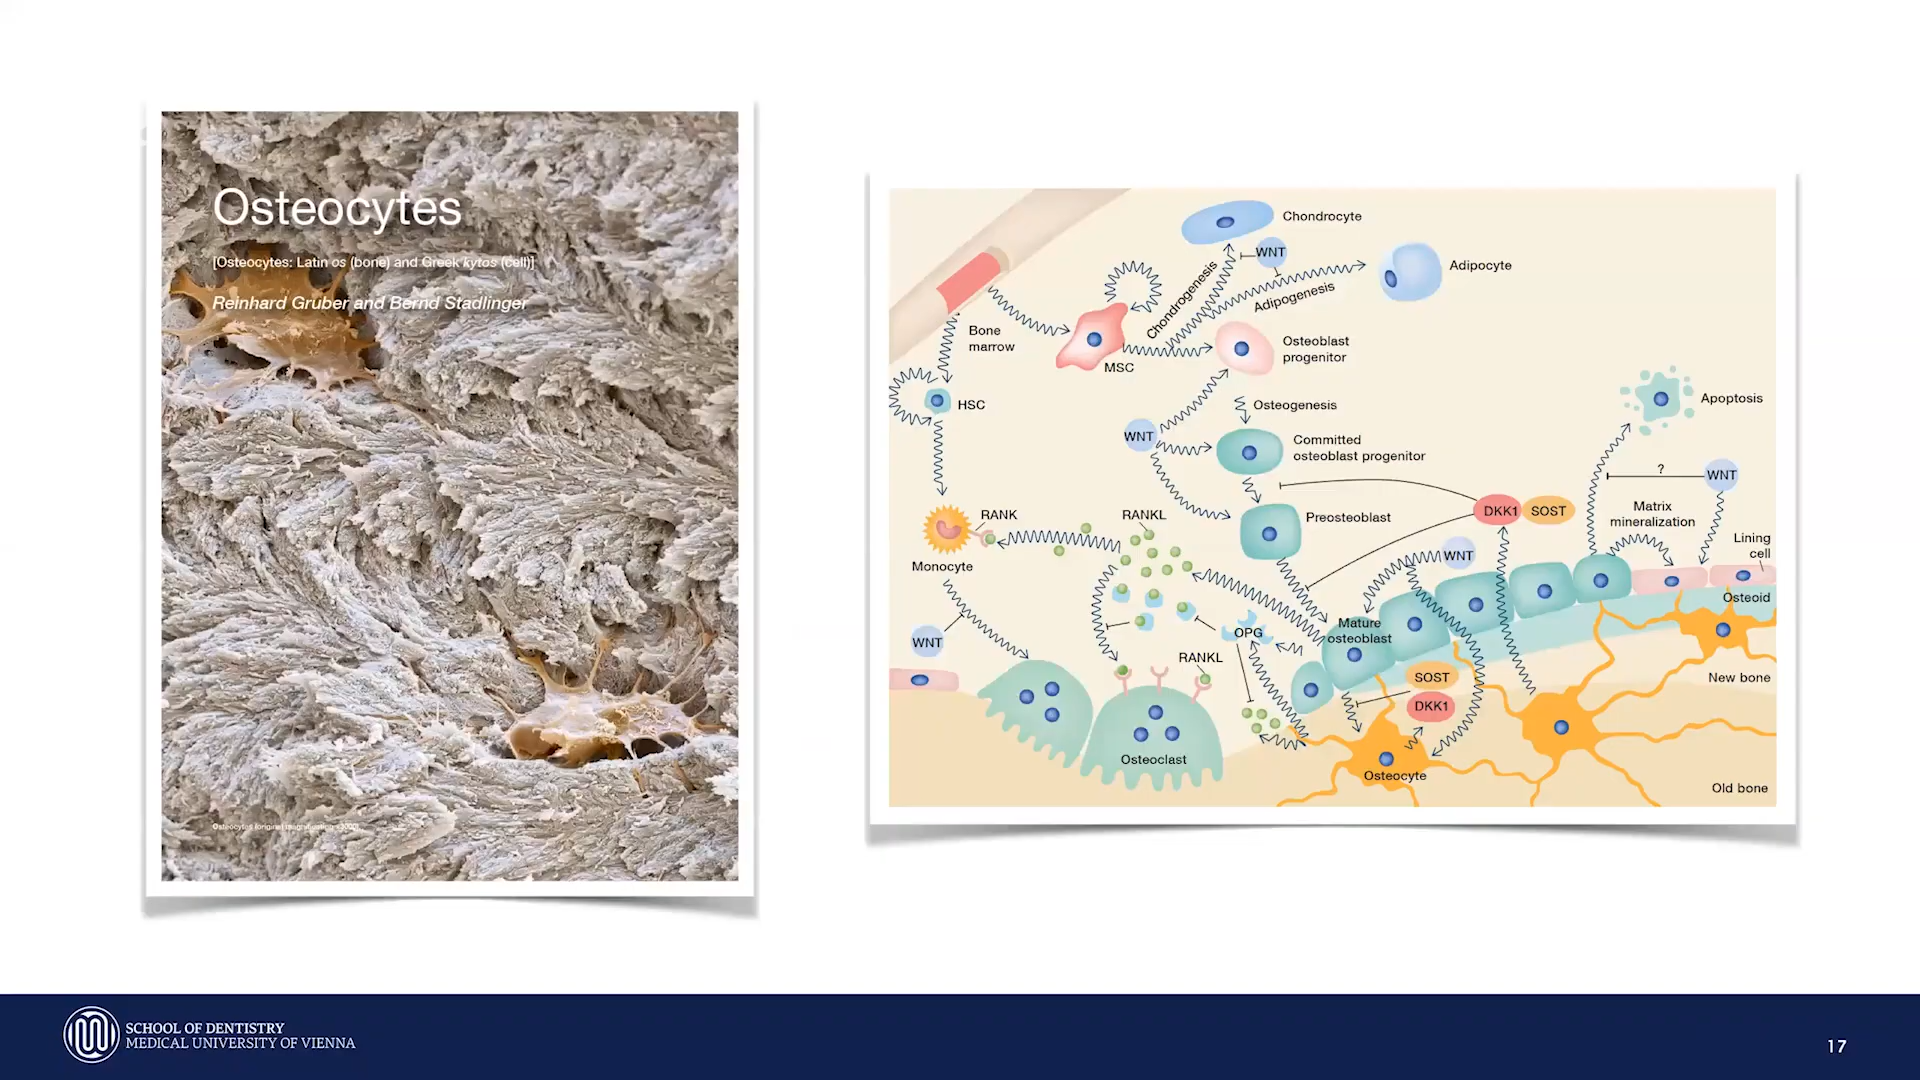 Osteocytes
[Osteocytes: Latin os (bone) and Greek kytos (cell)]
Reinhard Gruber and Bernd Stadlinger
Osteocytes (original magnification
Chondrocyte
WNT
Adipocyte
Chondrogenesis
Adipogenesis
Bone
marrow
MSC
Osteoblast
progenitor
HSC
Osteogenesis
WNT
Committed
osteoblast progenitor
Apoptosis
?
WNT
RANK
RANKL
Preosteoblast
DKK1
SOST
Matrix
mineralization
Lining
cell
Monocyte
WNT
Osteoid
WNT
OPG
Mature
osteoblast
RANKL
SOST
New bone
DKK1
Osteoclast
Osteocyte
Old bone
SCHOOL OF DENTISTRY
MEDICAL UNIVERSITY OF VIENNA
17